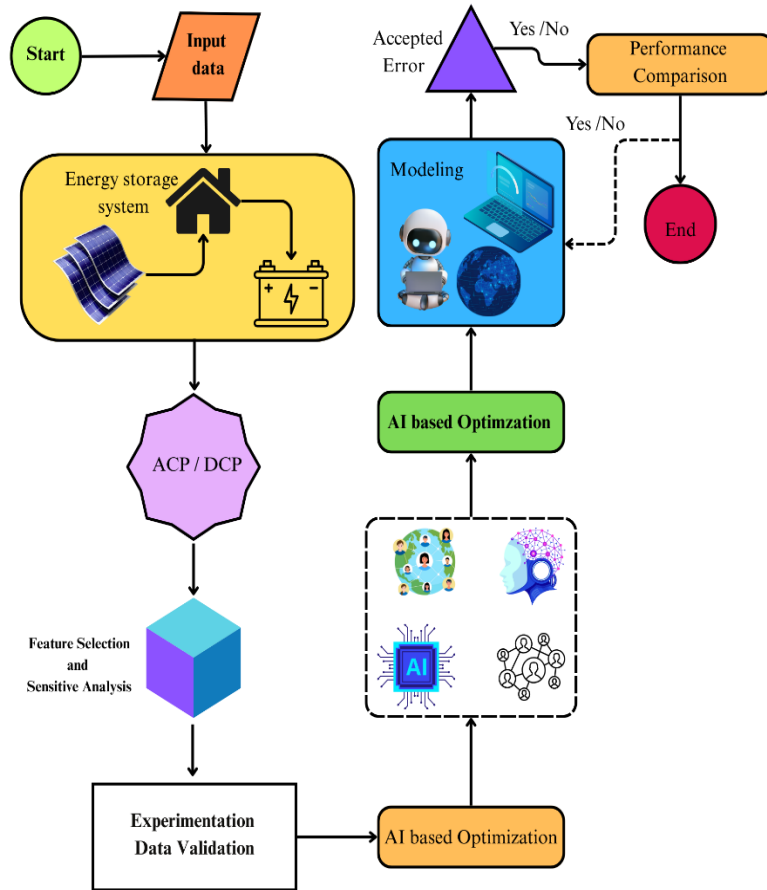 Start
Input
data
Energy storage
system
+
-
ACP / DCP
Feature Selection
and
Sensitive Analysis
Experimentation
Data Validation
AI based Optimization
AI
AI based Optimzation
Modeling
Accepted
Error
Yes /No
Performance
Comparison
Yes /No
End